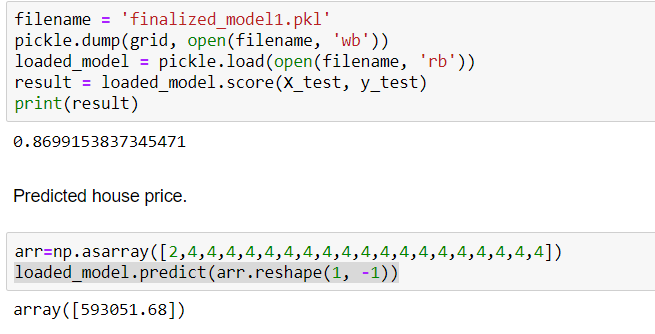 filename = 'finalized_model1.pkl'
pickle.dump(grid, open(filename, 'wb'))
loaded_model = pickle.load(open(filename, 'rb'))
result = loaded_model.score(X_test, y_test)
print(result)
0.8699153837345471
Predicted house price.
arr=np.asarray([2,4,4,4,4,4,4,4,4,4,4,4,4,4,4,4,4,4,4,4])
loaded_model.predict(arr.reshape(1, -1))
array([593051.68])